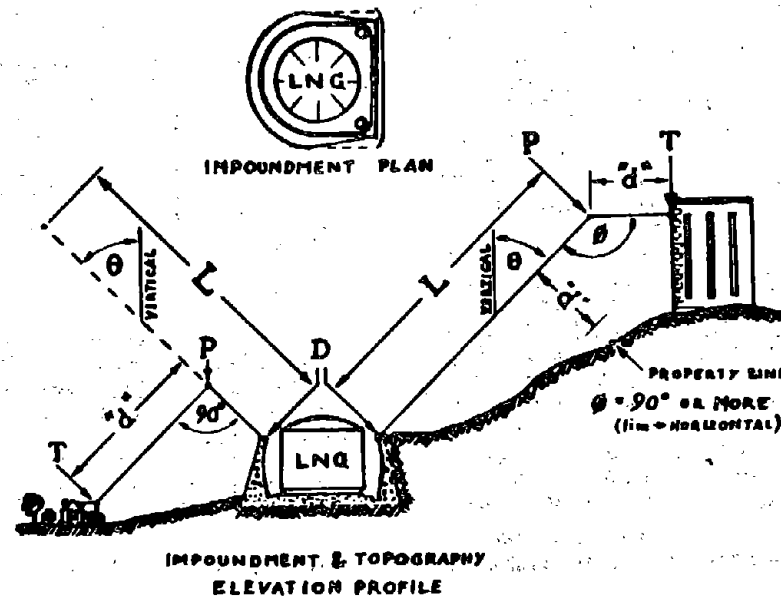 LNG
IMPOUNDMENT PLAN
P
T
"d"
θ
VERTICAL
L
L
VERTICAL
θ
Ø
"d"
P
D
"d"
90°
T
LNG
PROPERTY LINE
Ø = 90° OR MORE
(lim → HORIZONTAL)
IMPOUNDMENT & TOPOGRAPHY
ELEVATION PROFILE